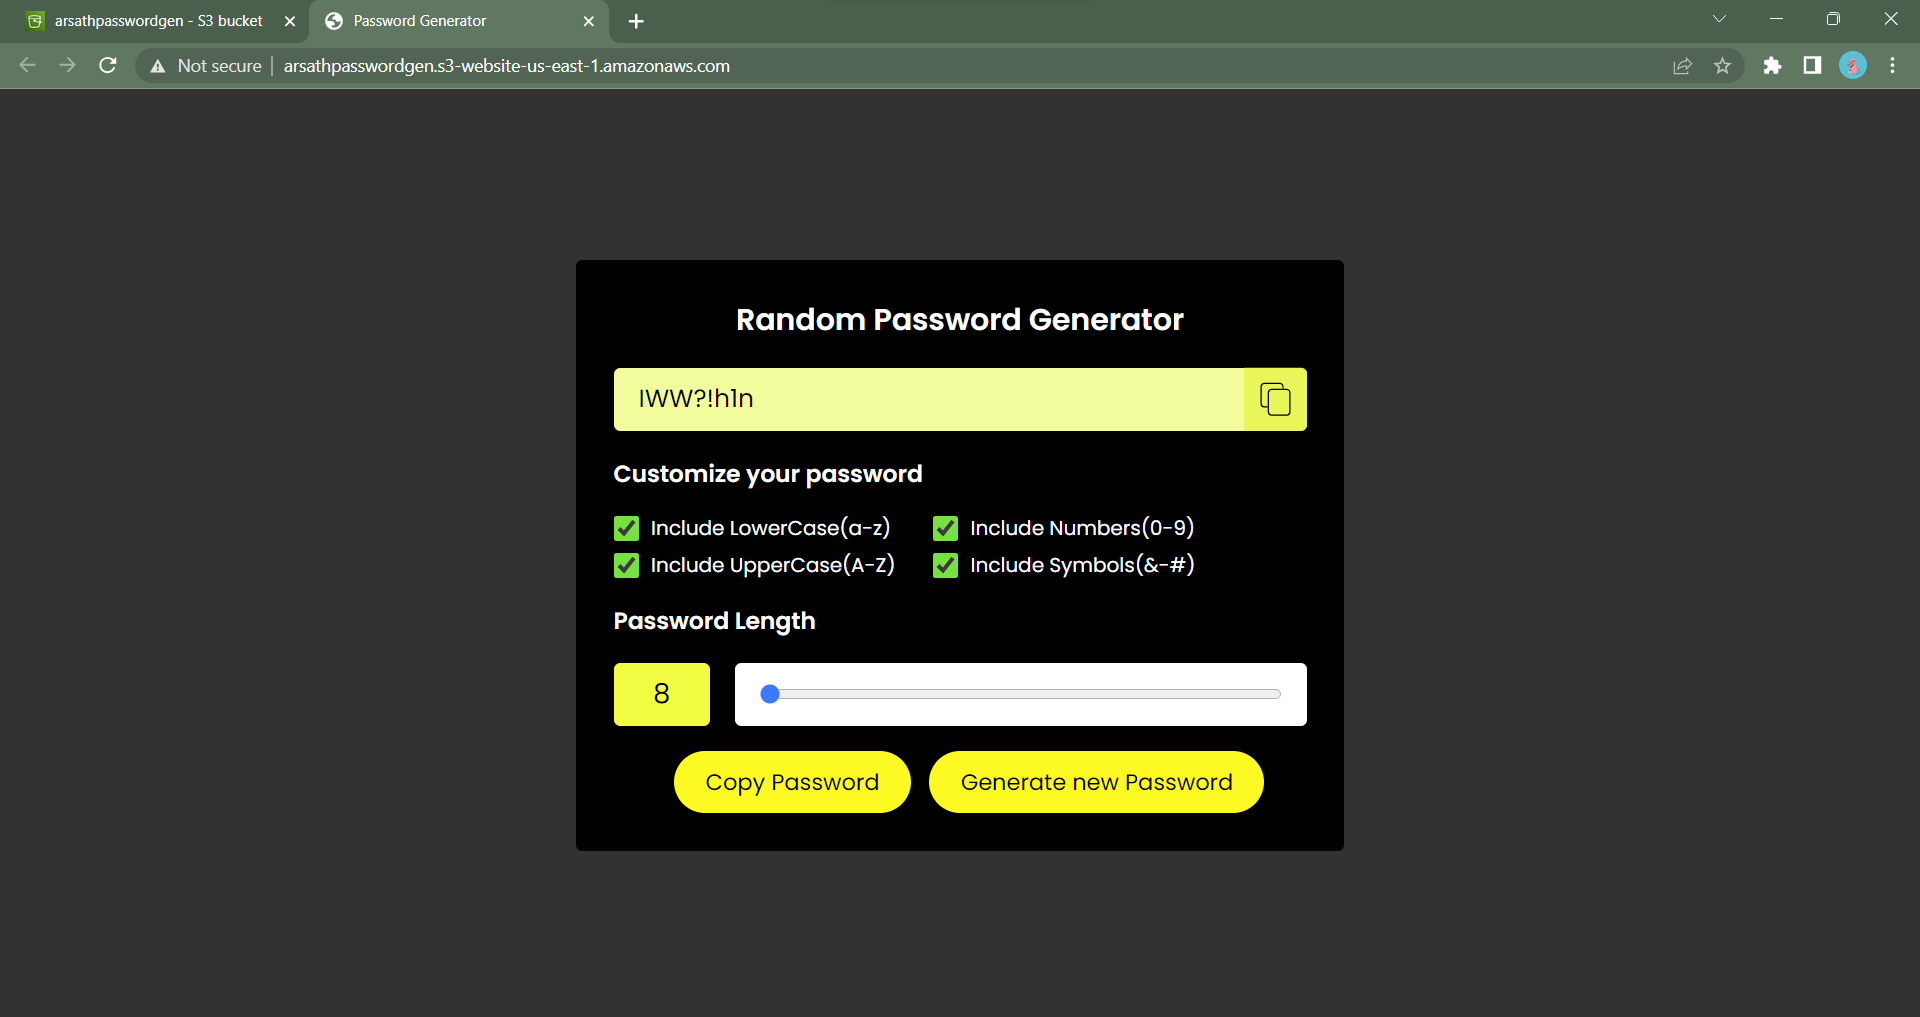 arsathpasswordgen - S3 bucket
Password Generator
Not secure
arsathpasswordgen.s3-website-us-east-1.amazonaws.com
Random Password Generator
IWW?!h1n
Customize your password
Include LowerCase(a-z) Include Numbers(0-9)
Include UpperCase(A-Z) Include Symbols(&-#)
Password Length
8
Copy Password Generate new Password